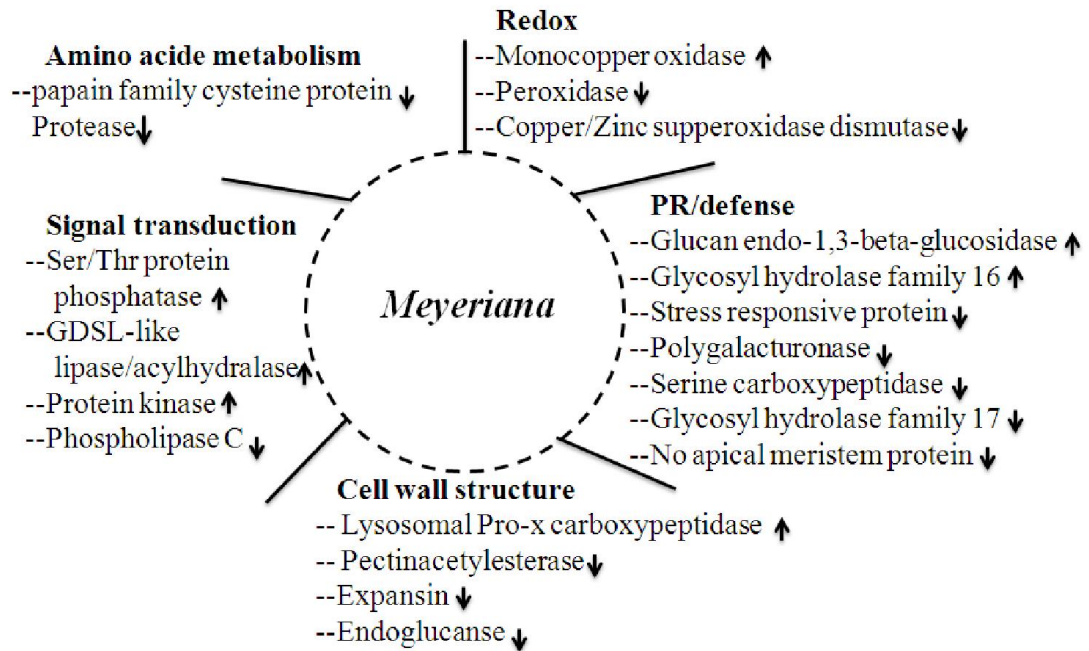 Redox
--Monocopper oxidase ↑
--Peroxidase ↓
--Copper/Zinc supperoxidase dismutase ↓
Amino acide metabolism
--papain family cysteine protein ↓
Protease ↓
PR/defense
--Glucan endo-1,3-beta-glucosidase ↑
--Glycosyl hydrolase family 16 ↑
--Stress responsive protein ↓
--Polygalacturonase ↓
--Serine carboxypeptidase ↓
--Glycosyl hydrolase family 17 ↓
--No apical meristem protein ↓
Signal transduction
--Ser/Thr protein
phosphatase ↑
--GDSL-like
lipase/acylhydralase ↑
--Protein kinase ↑
--Phospholipase C ↓
Meyeriana
Cell wall structure
-- Lysosomal Pro-x carboxypeptidase ↑
-- Pectinacetylesterase ↓
--Expansin ↓
--Endoglucanse ↓